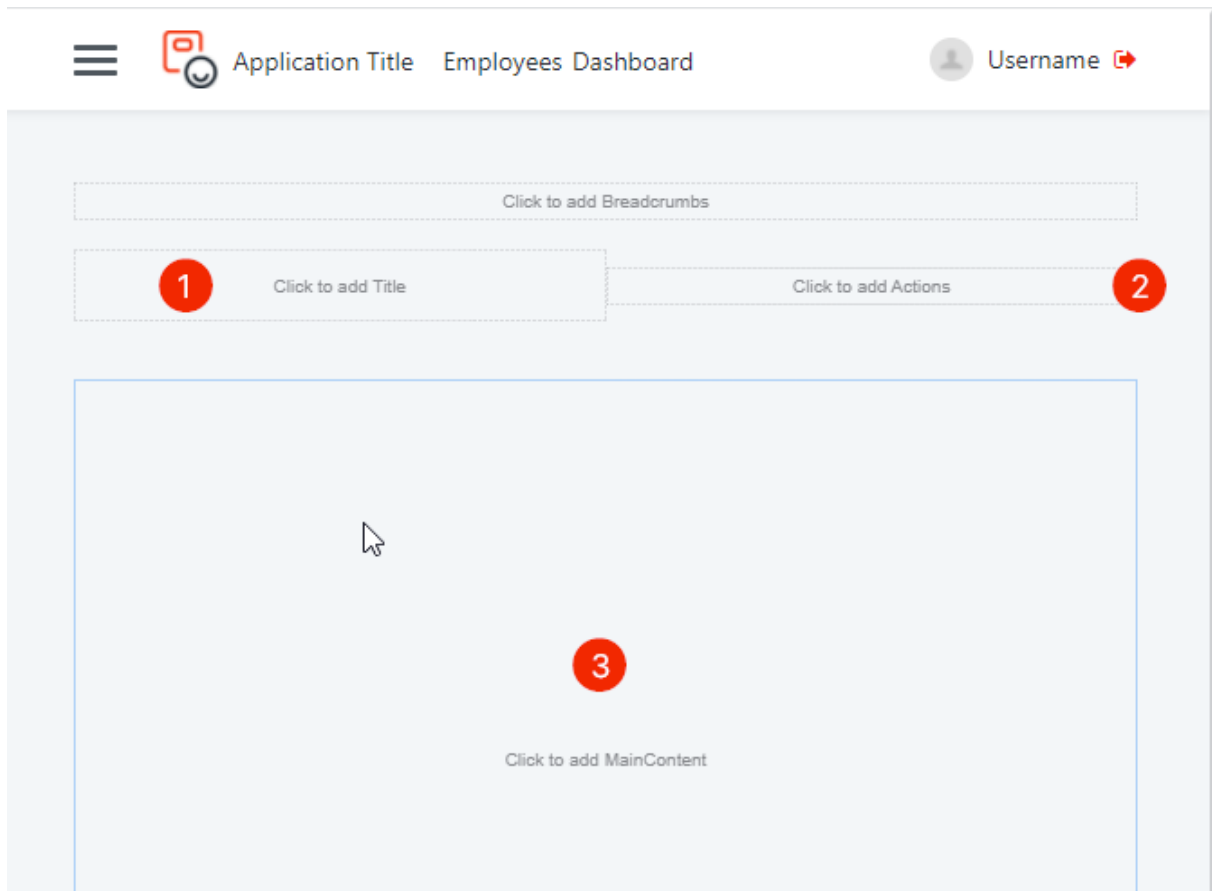 Application Title Employees Dashboard Username
Click to add Breadcrumbs
1 Click to add Title Click to add Actions 2
3
Click to add MainContent